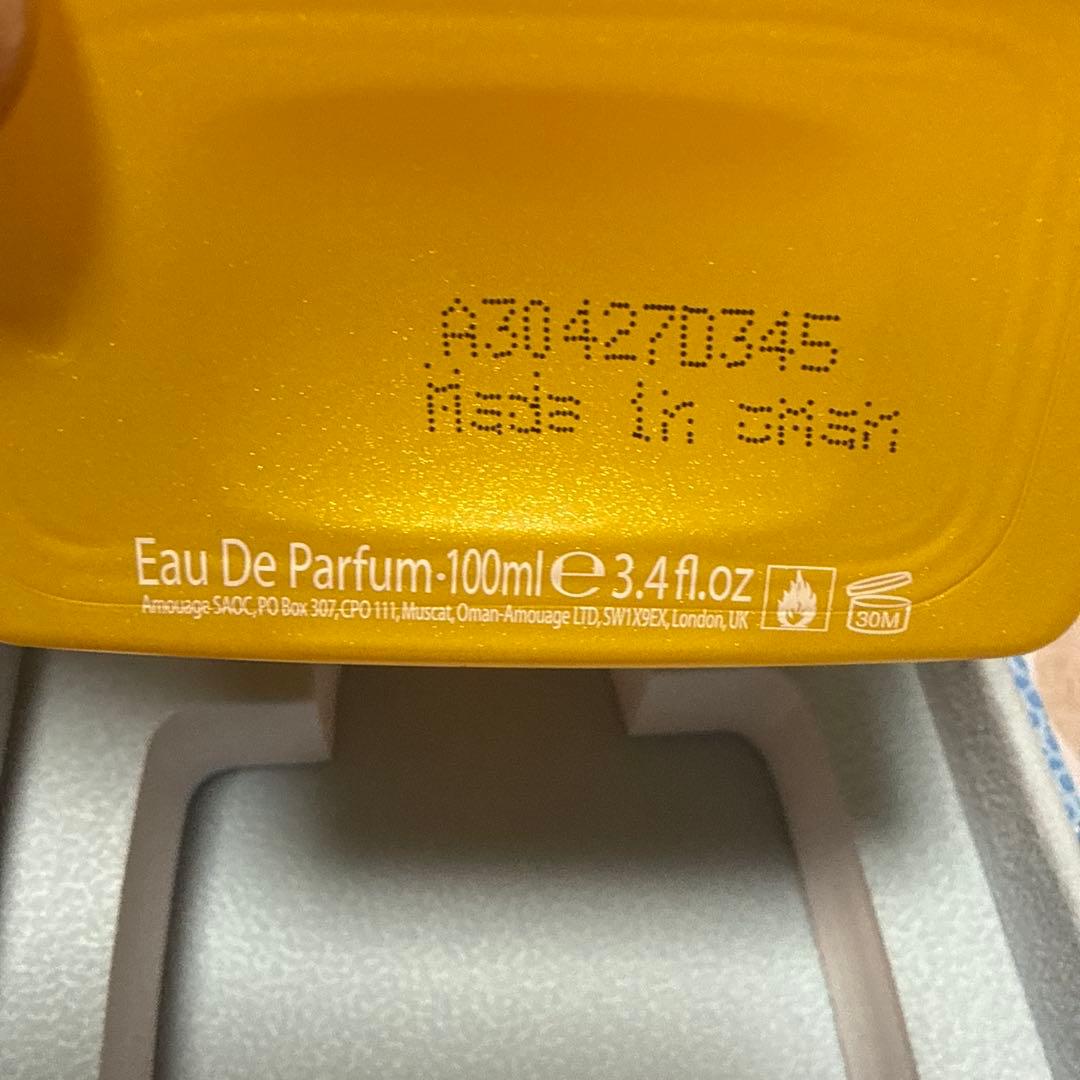 A304270345
Made in oman
Eau De Parfum·100ml ℮ 3.4 fl.oz
Amouage-SAOC, PO Box 307, CPO 111, Muscat, Oman-Amouage LTD, SW1X9EX, London, UK
30M